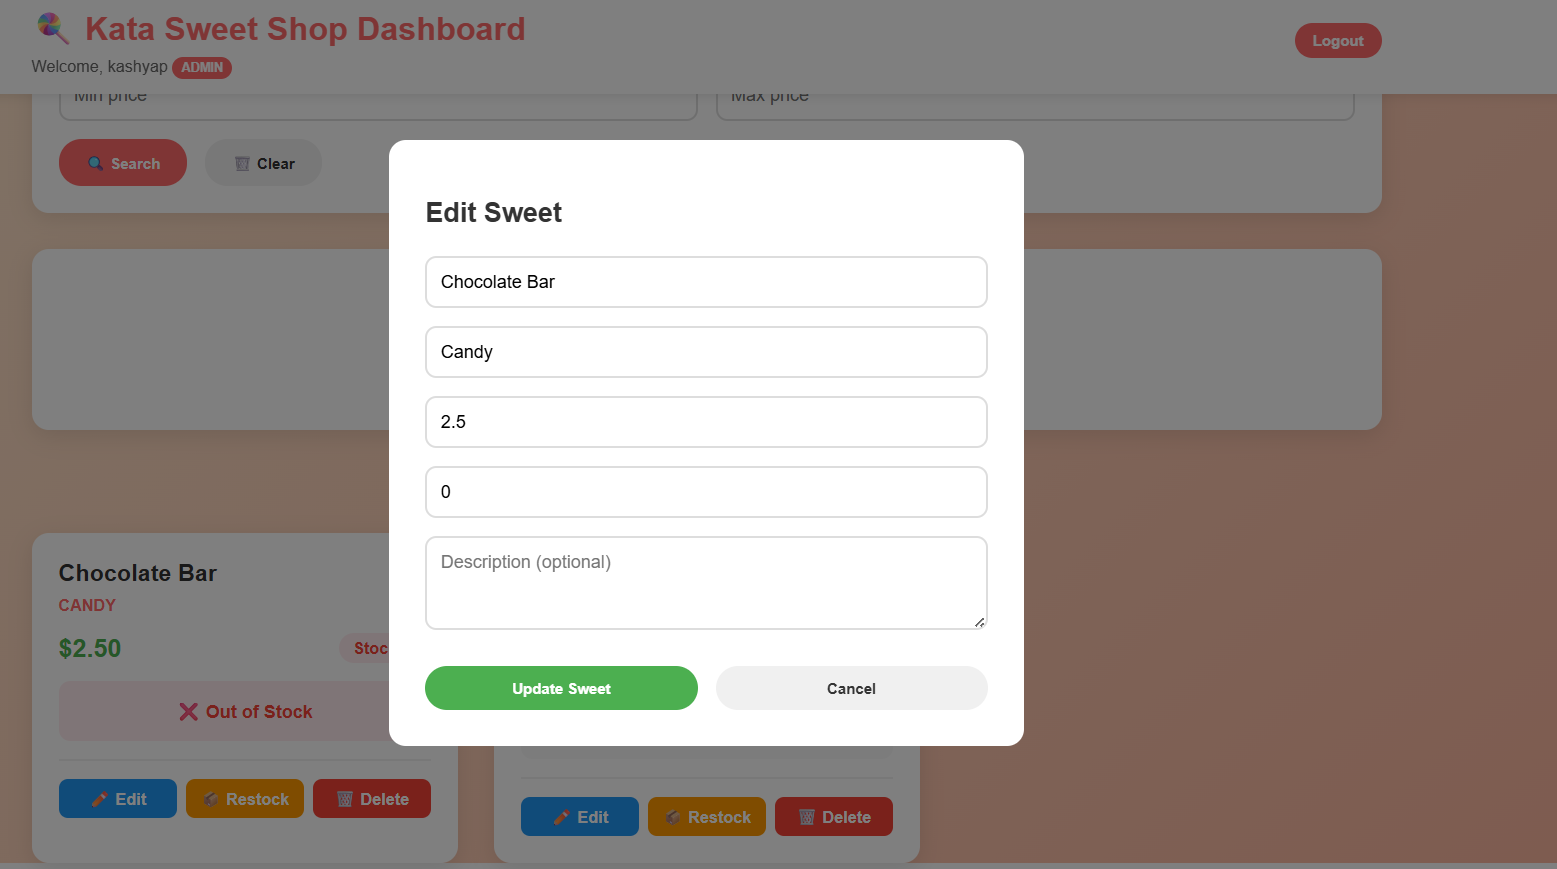 Kata Sweet Shop Dashboard
Welcome, kashyap ADMIN
Logout
Min price
Max price
Search
Clear
Edit Sweet
Chocolate Bar
Candy
2.5
0
Description (optional)
Update Sweet
Cancel
Chocolate Bar
CANDY
$2.50
Out of Stock
Edit
Restock
Delete
Edit
Restock
Delete